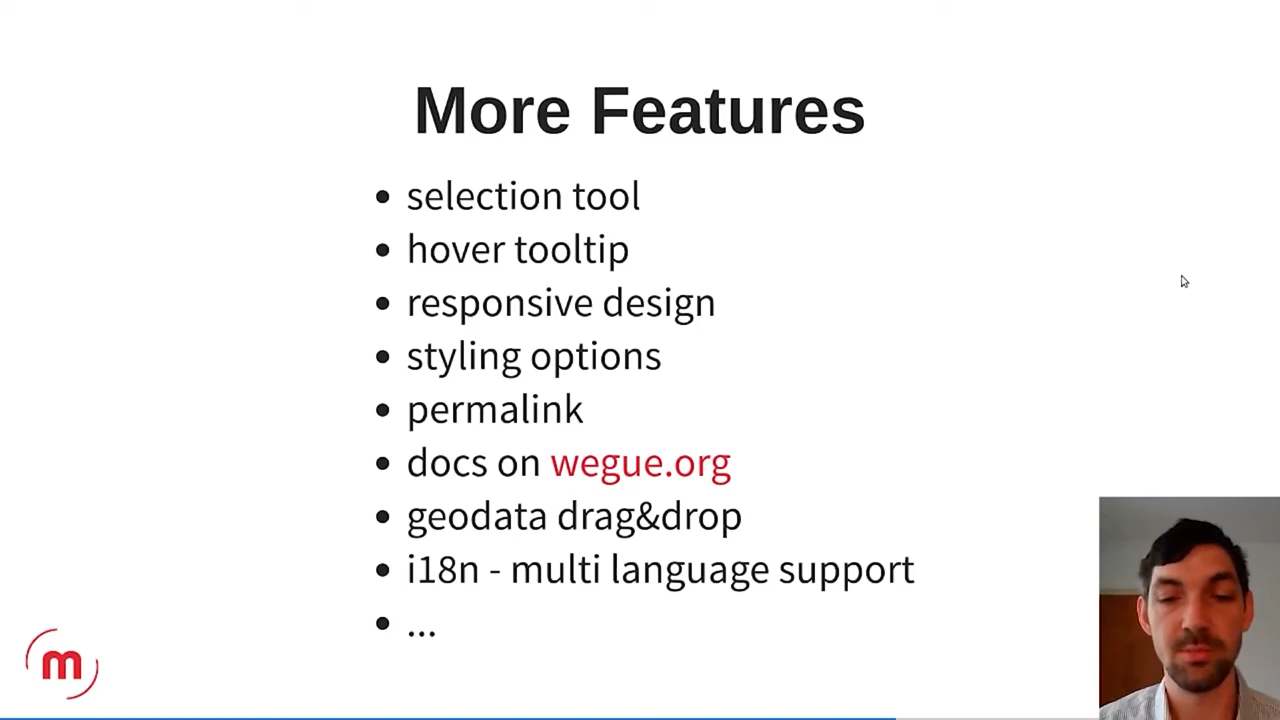 More Features
• selection tool
• hover tooltip
• responsive design
• styling options
• permalink
• docs on wegue.org
• geodata drag&drop
• i18n - multi language support
• ...
m